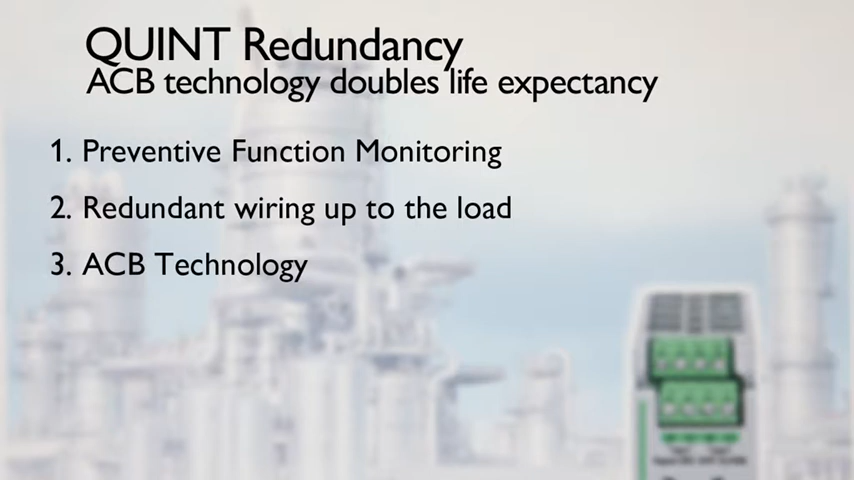 QUINT Redundancy
ACB technology doubles life expectancy
1. Preventive Function Monitoring
2. Redundant wiring up to the load
3. ACB Technology